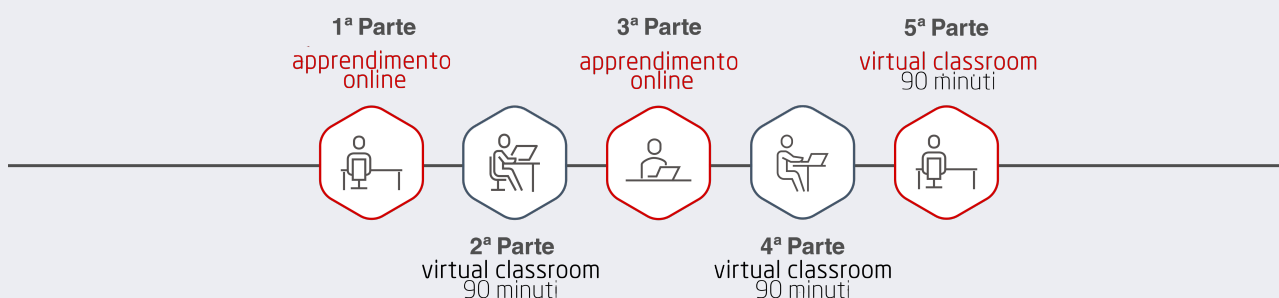 1ª Parte
apprendimento
online
2ª Parte
virtual classroom
90 minuti
3ª Parte
apprendimento
online
4ª Parte
virtual classroom
90 minuti
5ª Parte
virtual classroom
90 minuti